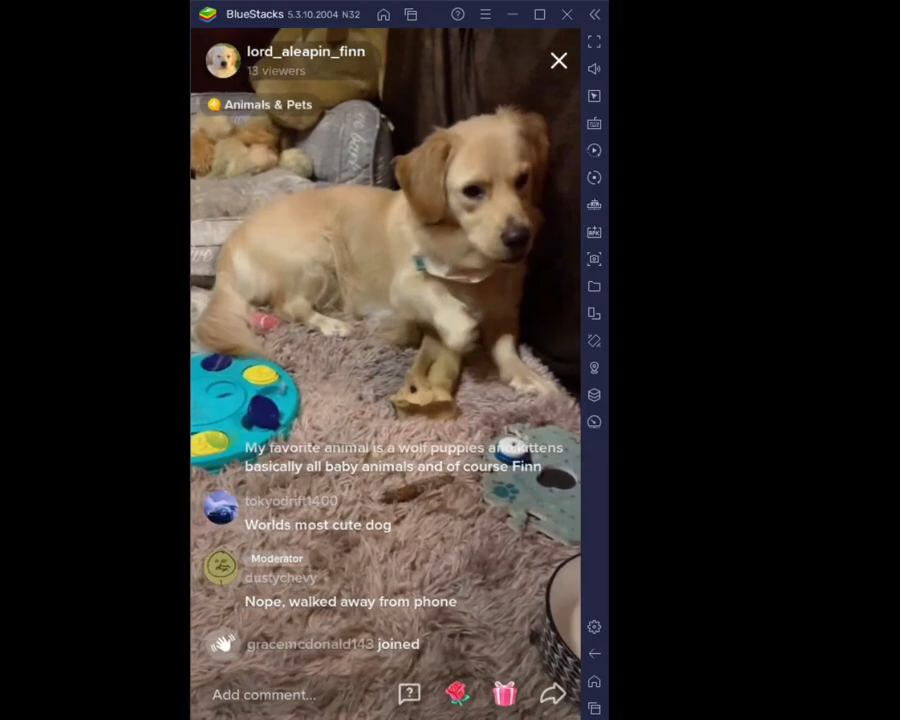 BlueStacks 5.3.10.2004 N32
lord_aleapin_finn
13 viewers
Animals & Pets
My favorite animal is a wolf puppies and kittens
basically all baby animals and of course Finn
tokyodrift1400
Worlds most cute dog
Moderator
dustychevy
Nope, walked away from phone
gracemcdonald143 joined
Add comment...